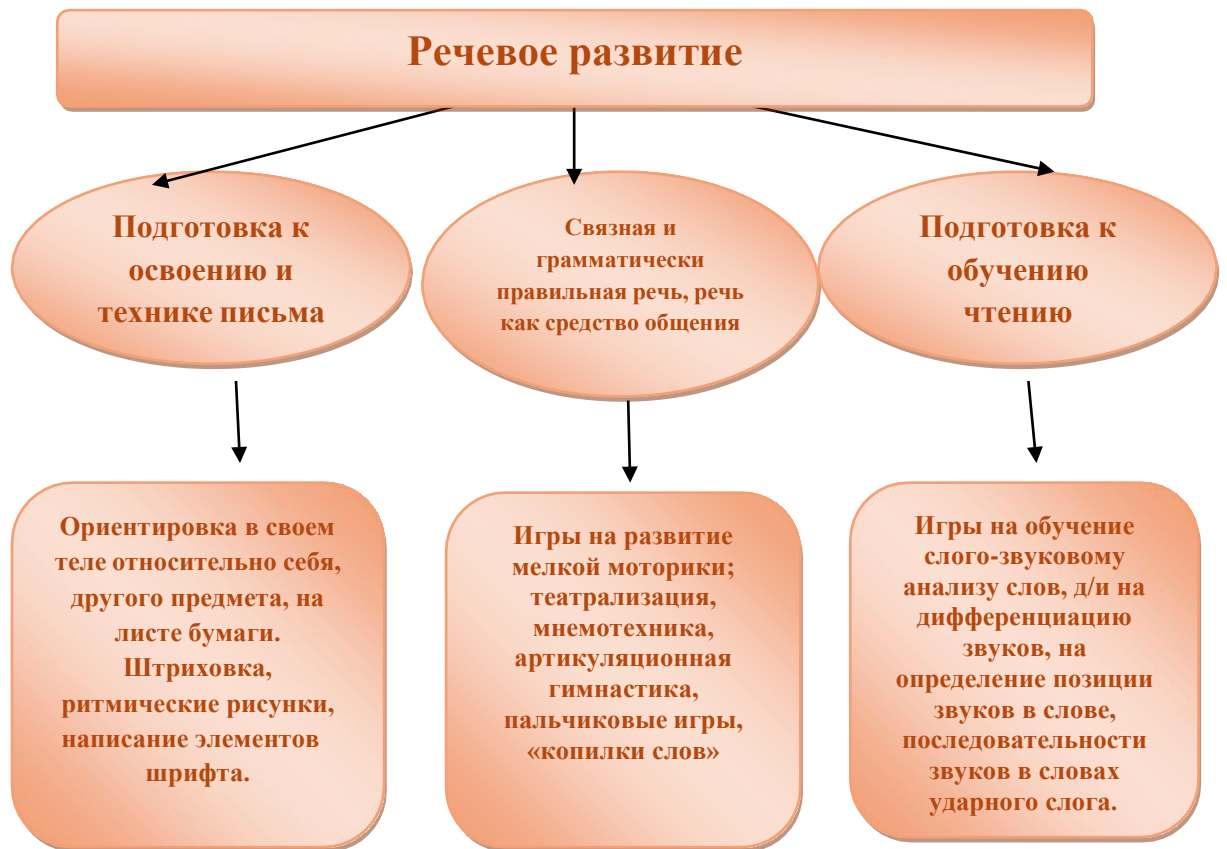 Речевое развитие
Подготовка к
освоению и
технике письма
Связная и
грамматически
правильная речь, речь
как средство общения
Подготовка к
обучению
чтению
Ориентировка в своем
теле относительно себя,
другого предмета, на
листе бумаги.
Штриховка,
ритмические рисунки,
написание элементов
шрифта.
Игры на развитие
мелкой моторики;
театрализация,
мнемотехника,
артикуляционная
гимнастика,
пальчиковые игры,
«копилки слов»
Игры на обучение
слого-звуковому
анализу слов, д/и на
дифференциацию
звуков, на
определение позиции
звуков в слове,
последовательности
звуков в словах
ударного слога.